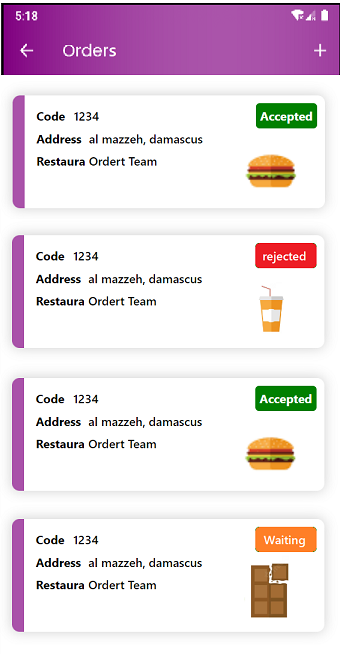 5:18
Orders
Code 1234 Accepted
Address al mazzeh, damascus
Restaura Ordert Team
Code 1234 rejected
Address al mazzeh, damascus
Restaura Ordert Team
Code 1234 Accepted
Address al mazzeh, damascus
Restaura Ordert Team
Code 1234 Waiting
Address al mazzeh, damascus
Restaura Ordert Team